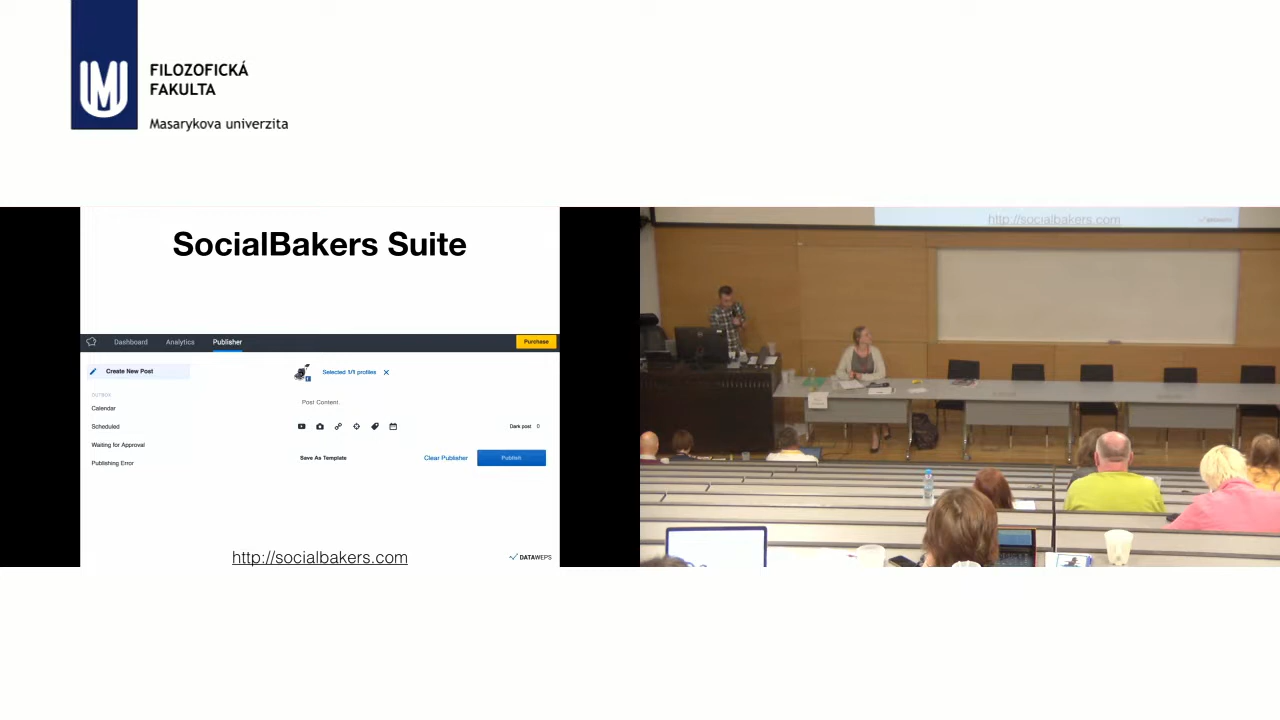 FILOZOFICKÁ
FAKULTA
Masarykova univerzita
SocialBakers Suite
Dashboard
Analytics
Publisher
Purchase
Create New Post
Selected 1/1 profiles
OUTBOX
Post Content.
Calendar
Scheduled
Dark post
Waiting for Approval
Save As Template
Clear Publisher
Publish
Publishing Error
http://socialbakers.com
DATAWEPS
http://socialbakers.com